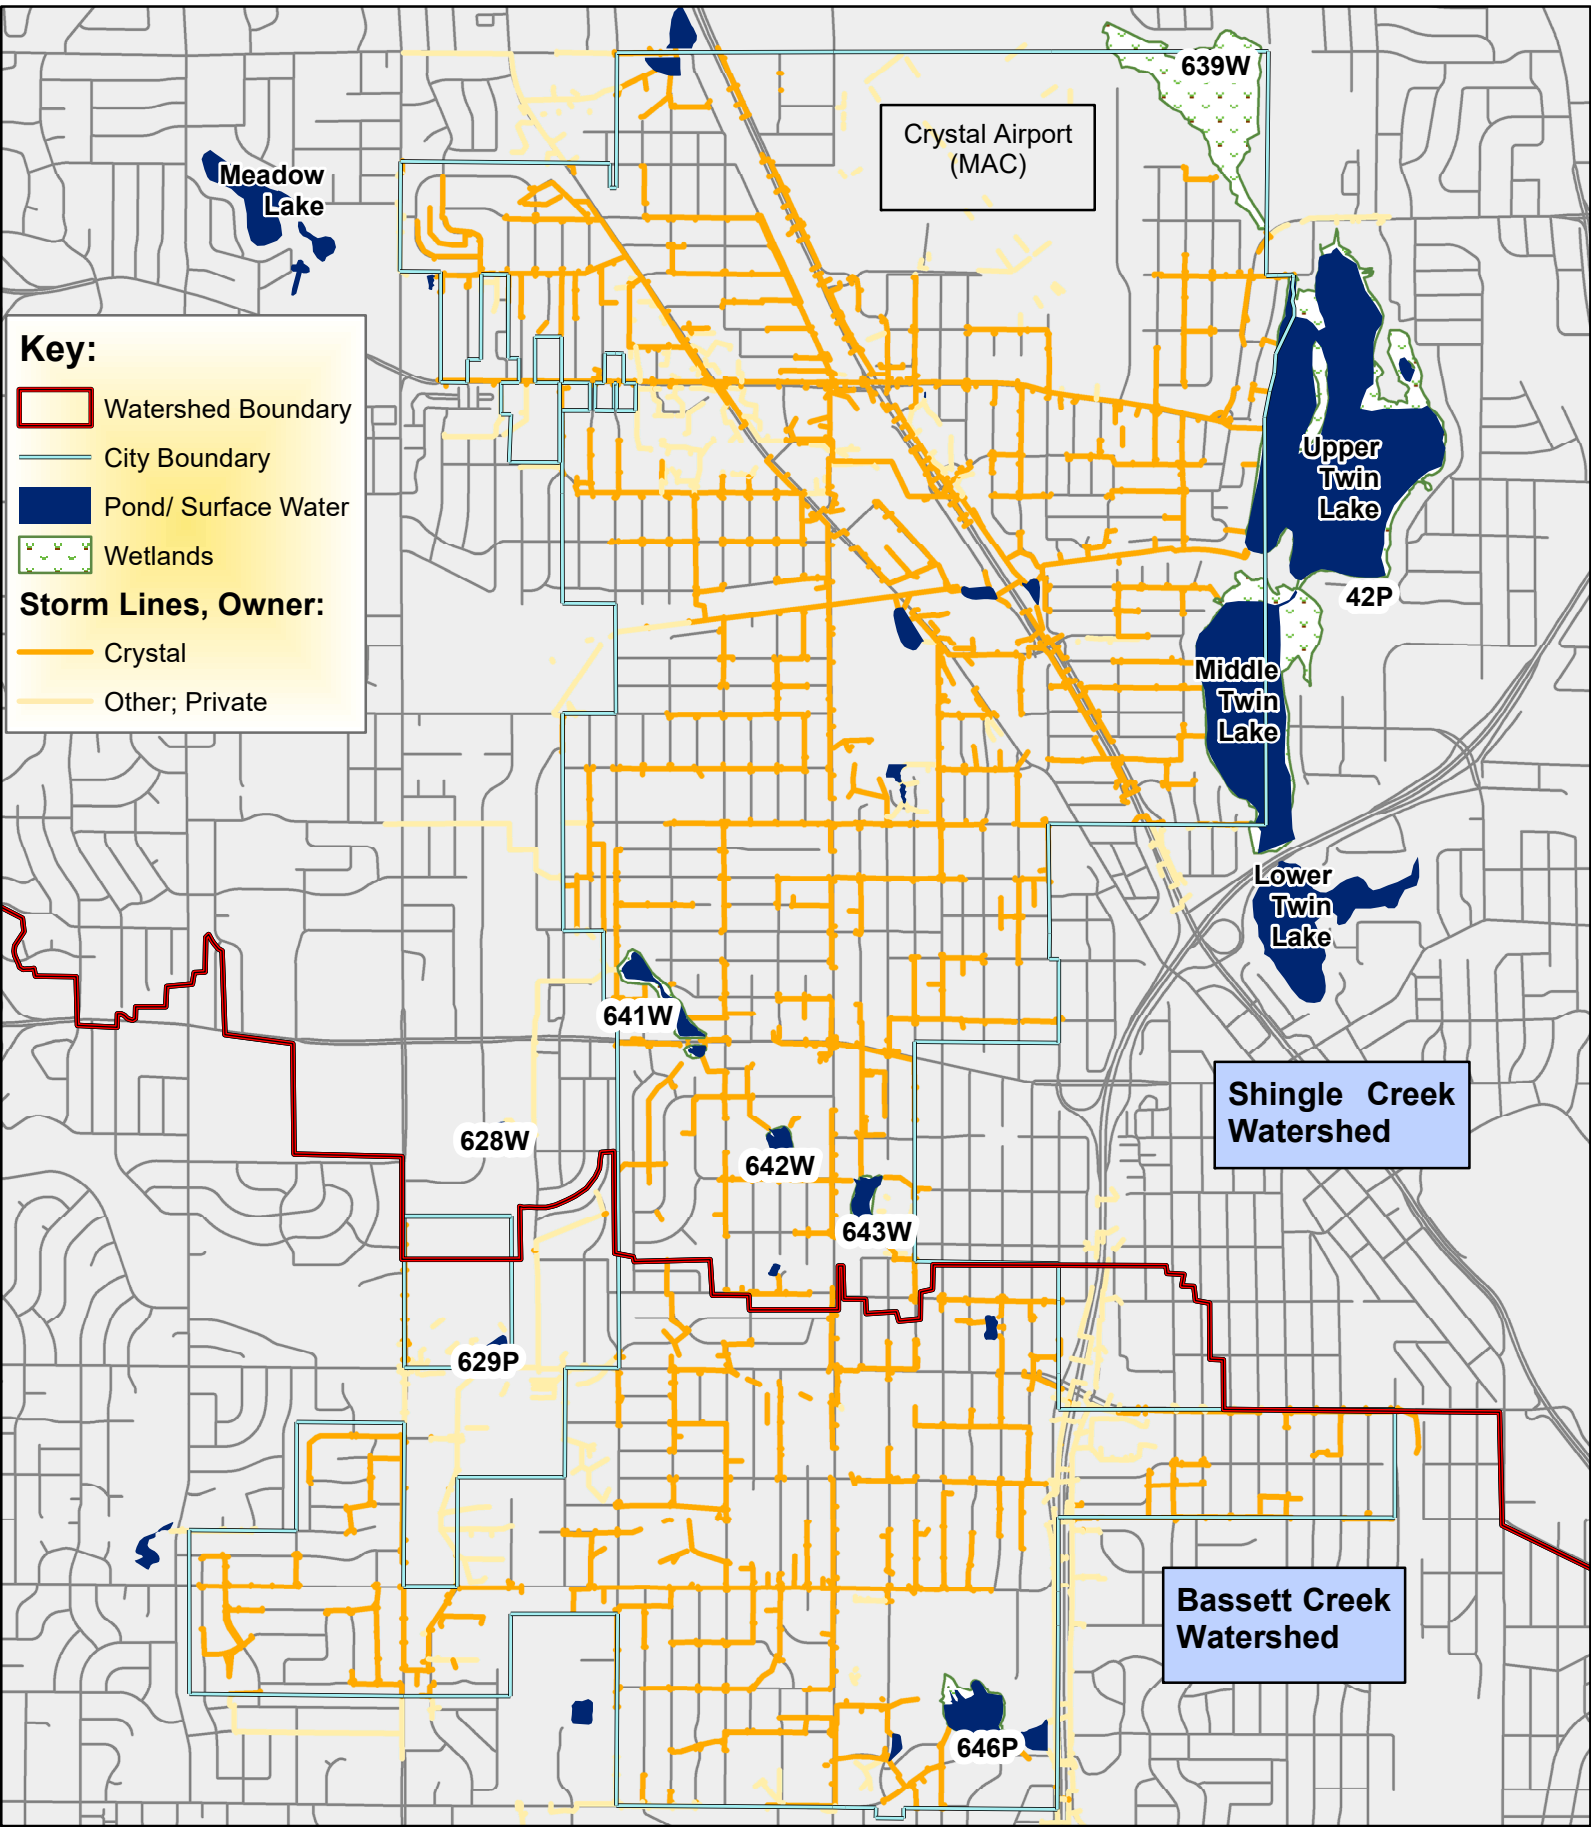 639W
Crystal Airport
(MAC)
Meadow
Lake
Key:
Watershed Boundary
City Boundary
Pond/ Surface Water
Wetlands
Storm Lines, Owner:
Crystal
Other; Private
Upper
Twin
Lake
42P
Middle
Twin
Lake
Lower
Twin
Lake
641W
Shingle Creek
Watershed
628W
642W
643W
629P
Bassett Creek
Watershed
646P